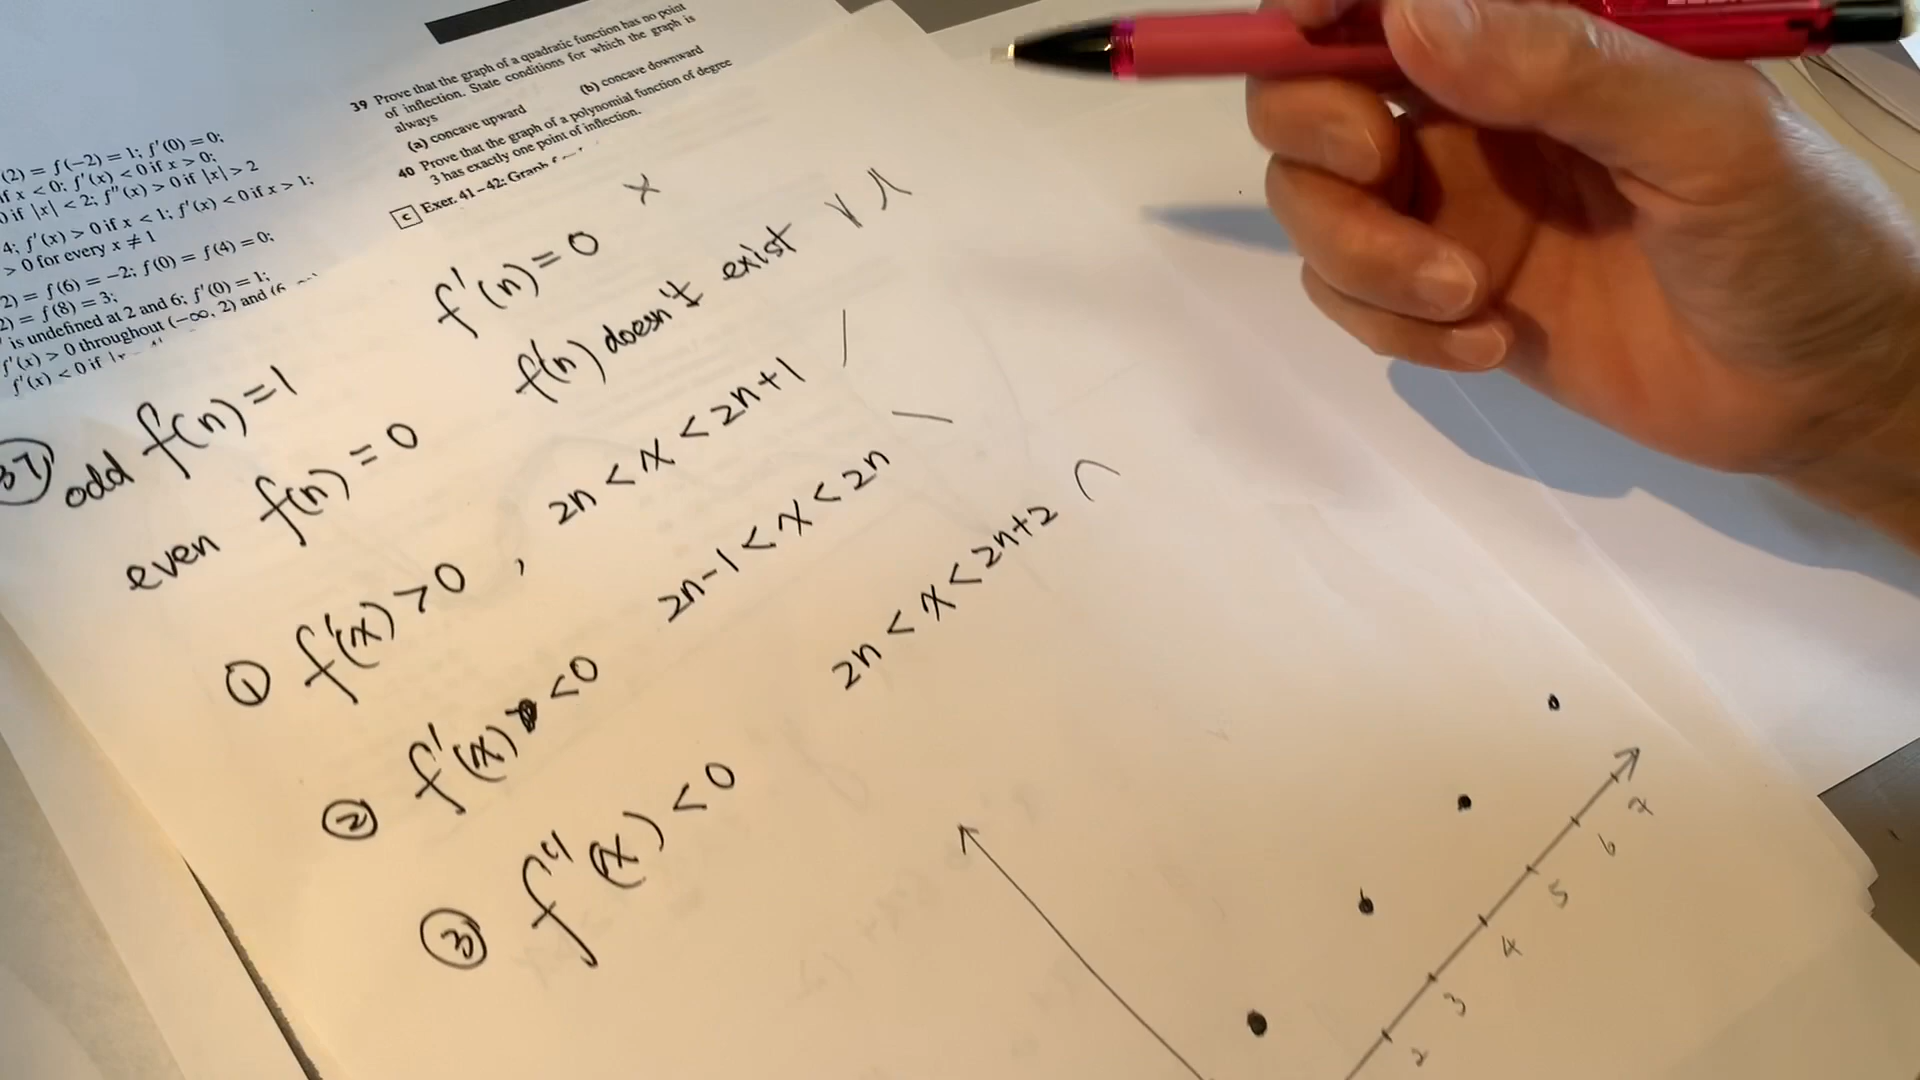 39 Prove that the graph of a quadratic function has no point
of inflection. State conditions for which the graph is
always
(a) concave upward (b) concave downward
40 Prove that the graph of a polynomial function of degree
3 has exactly one point of inflection.
c Exer. 41–42: Graph f
(2) = f(−2) = 1; f′(0) = 0;
if x < 0; f′(x) < 0 if x > 0;
0 if |x| < 2; f″(x) > 0 if |x| > 2
4; f′(x) > 0 if x < 1; f′(x) < 0 if x > 1;
> 0 for every x ≠ 1
2) = f(6) = −2; f(0) = f(4) = 0;
2) = f(8) = 3;
′ is undefined at 2 and 6; f′(0) = 1;
f′(x) > 0 throughout (−∞, 2) and (6
f′(x) < 0 if |x
37 odd f(n) = 1
even f(n) = 0
f'(n) = 0 ×
f'(n) doesn't exist
① f'(x) > 0 , 2n < x < 2n+1
② f'(x) < 0 2n-1 < x < 2n
③ f"(x) < 0 2n < x < 2n+2
2 3 4 5 6 7